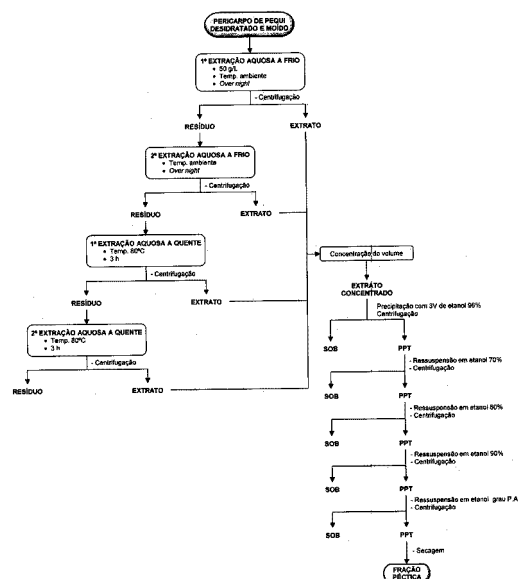 PERICARPO DE PEQUI
DESIDRATADO E MOÍDO
1ª EXTRAÇÃO AQUOSA A FRIO
• 50 g/L
• Temp. ambiente
• Over night
- Centrifugação
RESÍDUO
EXTRATO
2ª EXTRAÇÃO AQUOSA A FRIO
• Temp. ambiente
• Over night
- Centrifugação
RESÍDUO
EXTRATO
1ª EXTRAÇÃO AQUOSA A QUENTE
• Temp. 80ºC
• 3 h
- Centrifugação
RESÍDUO
EXTRATO
2ª EXTRAÇÃO AQUOSA A QUENTE
• Temp. 80ºC
• 3 h
- Centrifugação
RESÍDUO
EXTRATO
Concentração do volume
EXTRATO
CONCENTRADO
Precipitação com 3V de etanol 96%
Centrifugação
SOB
PPT
- Ressuspensão em etanol 70%
- Centrifugação
SOB
PPT
- Ressuspensão em etanol 80%
- Centrifugação
SOB
PPT
- Ressuspensão em etanol 90%
- Centrifugação
SOB
PPT
- Ressuspensão em etanol grau P.A
- Centrifugação
SOB
PPT
- Secagem
FRAÇÃO
PÉCTICA